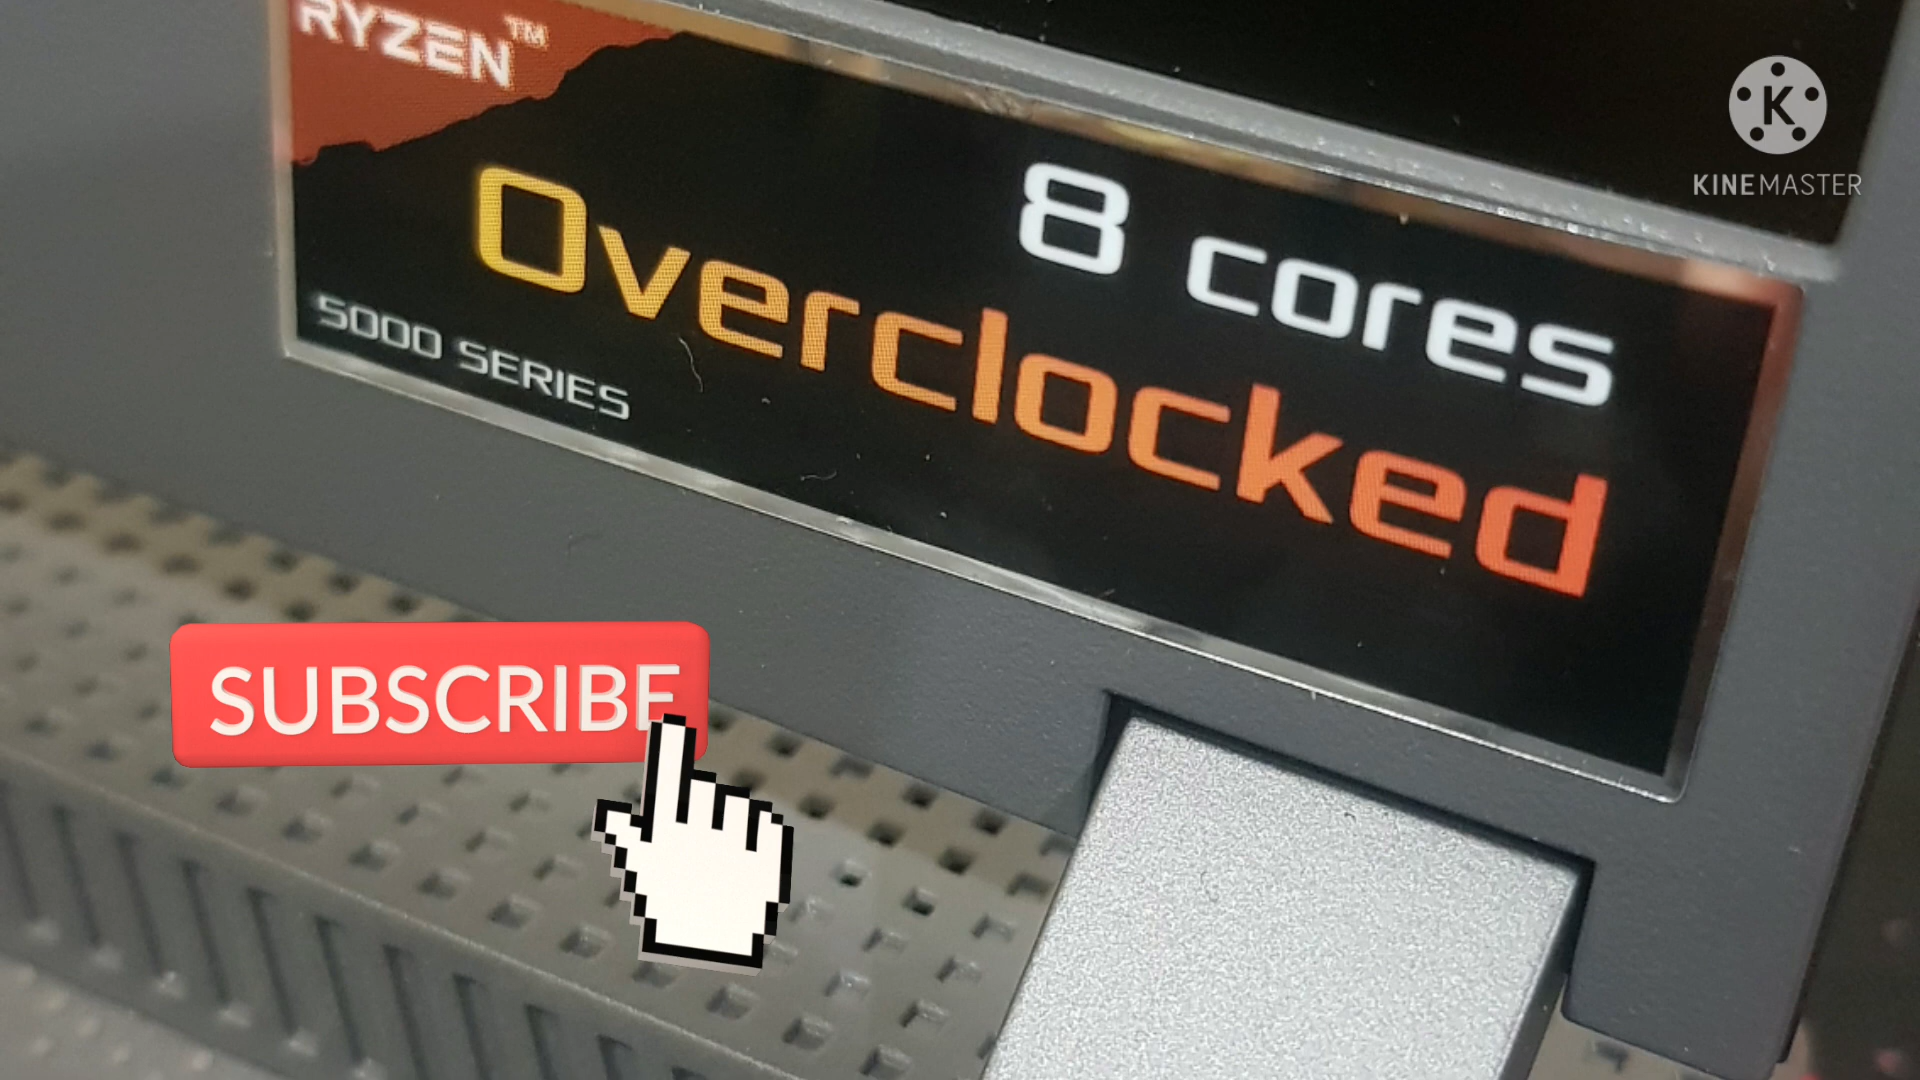 RYZEN™
8 cores
Overclocked
5000 SERIES
K
KINEMASTER
SUBSCRIBE